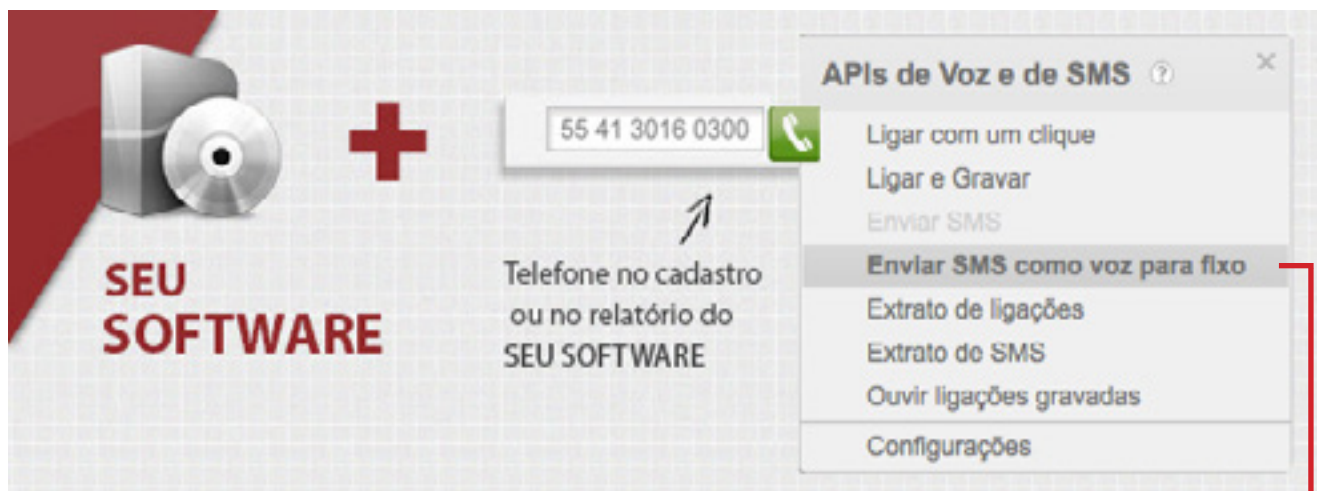 SEU
SOFTWARE
55 41 3016 0300
Telefone no cadastro
ou no relatório do
SEU SOFTWARE
APIs de Voz e de SMS ?
Ligar com um clique
Ligar e Gravar
Enviar SMS
Enviar SMS como voz para fixo
Extrato de ligações
Extrato de SMS
Ouvir ligações gravadas
Configurações